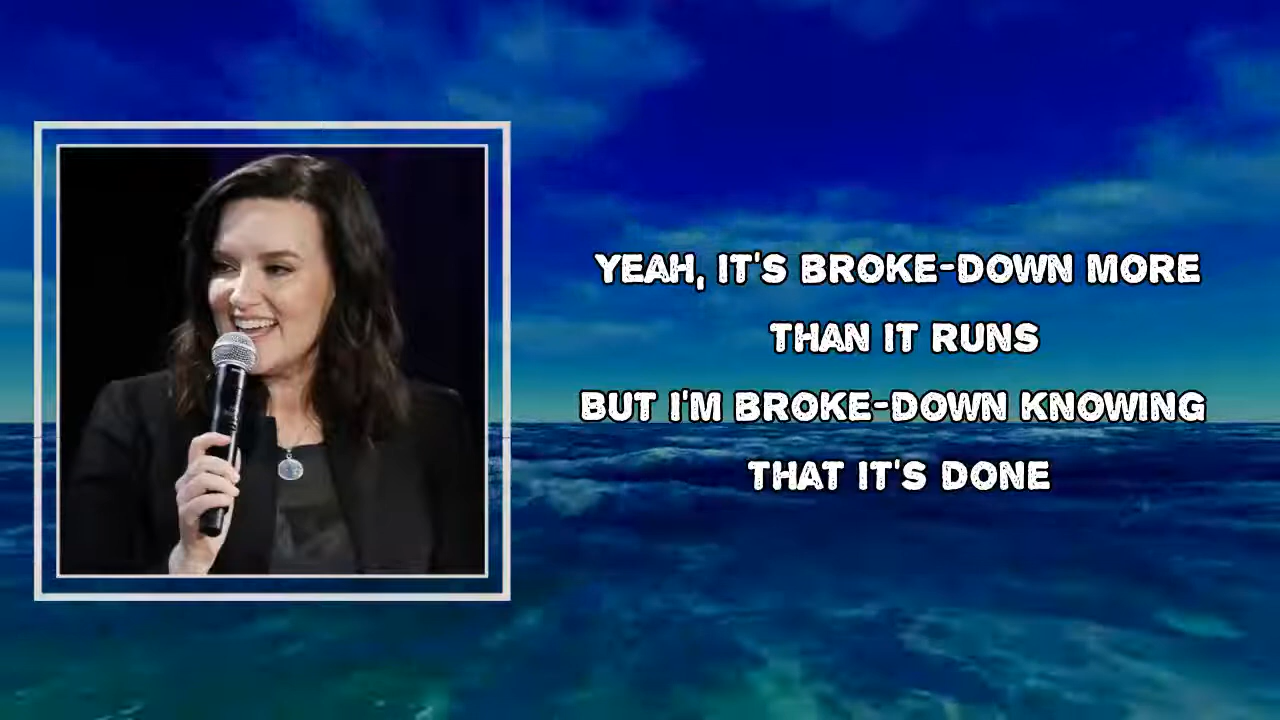 YEAH, IT'S BROKE-DOWN MORE
THAN IT RUNS
BUT I'M BROKE-DOWN KNOWING
THAT IT'S DONE